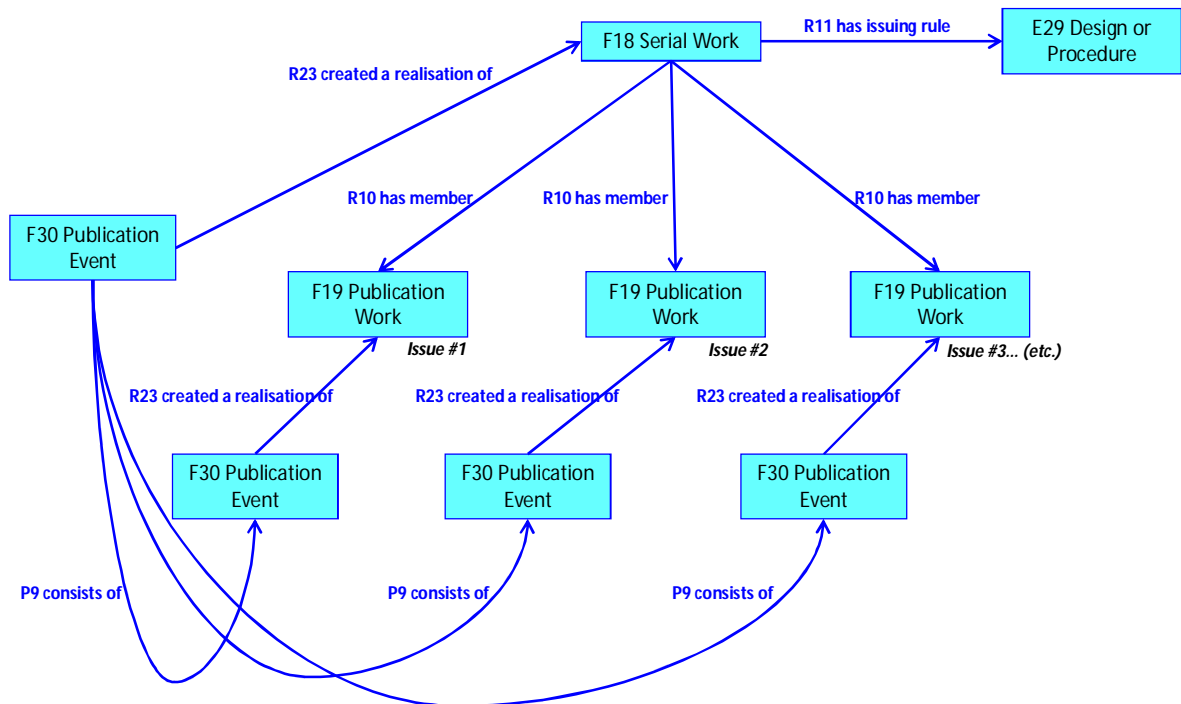 R11 has issuing rule
F18 Serial Work
E29 Design or
Procedure
R23 created a realisation of
R10 has member
R10 has member
R10 has member
F30 Publication
Event
F19 Publication
Work
Issue #1
F19 Publication
Work
Issue #2
F19 Publication
Work
Issue #3... (etc.)
R23 created a realisation of
R23 created a realisation of
R23 created a realisation of
F30 Publication
Event
F30 Publication
Event
F30 Publication
Event
P9 consists of
P9 consists of
P9 consists of